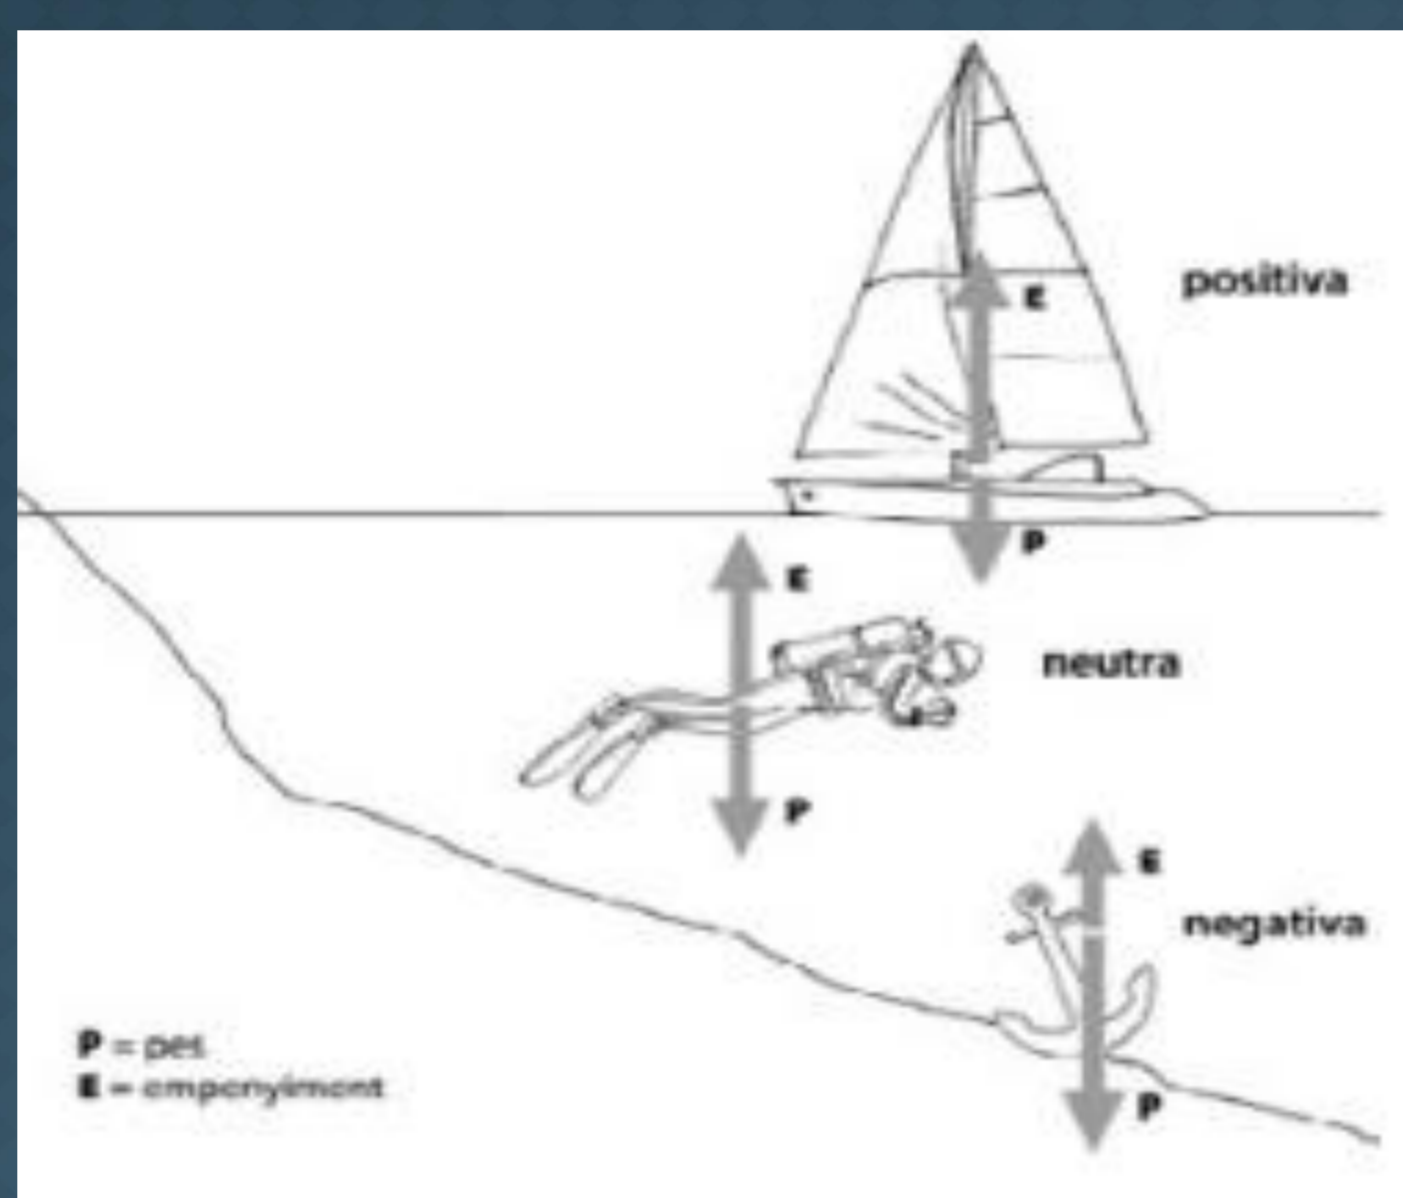 E
positiva
P
E
neutra
P
E
negativa
P = pes
E = empenyiment
P